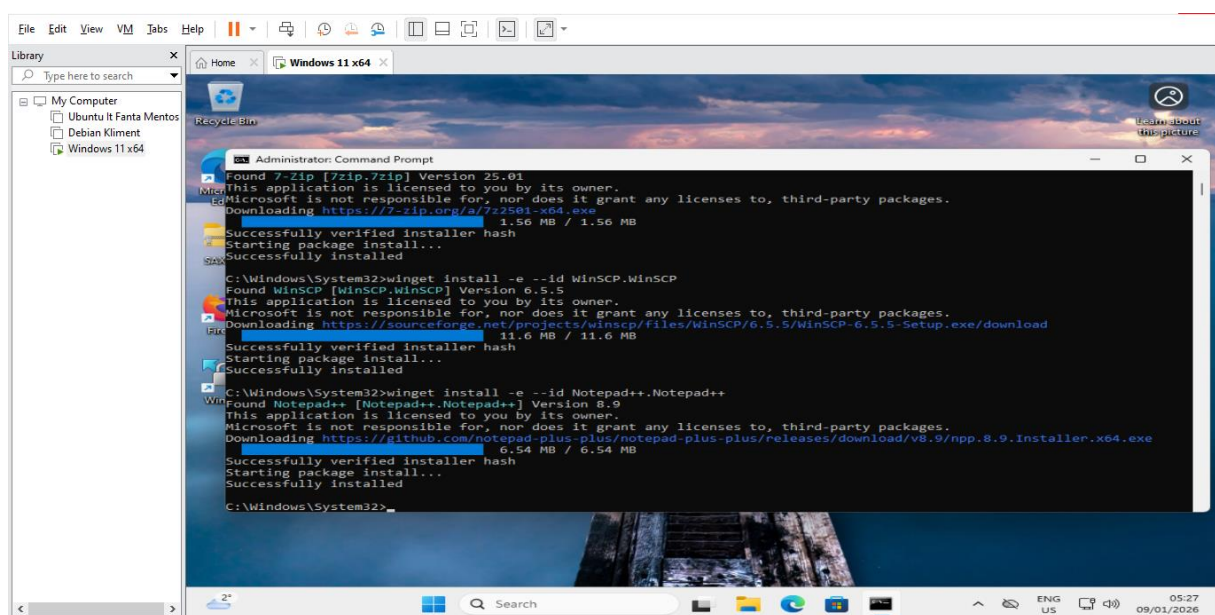 File Edit View VM Tabs Help
Library
Type here to search
My Computer
Ubuntu It Fanta Mentos
Debian Kliment
Windows 11 x64
Home
Windows 11 x64
Recycle Bin
Learn about
this picture
Administrator: Command Prompt
Found 7-Zip [7zip.7zip] Version 25.01
This application is licensed to you by its owner.
Microsoft is not responsible for, nor does it grant any licenses to, third-party packages.
Downloading https://7-zip.org/a/7z2501-x64.exe
1.56 MB / 1.56 MB
Successfully verified installer hash
Starting package install...
Successfully installed
C:\Windows\System32>winget install -e --id WinSCP.WinSCP
Found WinSCP [WinSCP.WinSCP] Version 6.5.5
This application is licensed to you by its owner.
Microsoft is not responsible for, nor does it grant any licenses to, third-party packages.
Downloading https://sourceforge.net/projects/winscp/files/WinSCP/6.5.5/WinSCP-6.5.5-Setup.exe/download
11.6 MB / 11.6 MB
Successfully verified installer hash
Starting package install...
Successfully installed
C:\Windows\System32>winget install -e --id Notepad++.Notepad++
Found Notepad++ [Notepad++.Notepad++] Version 8.9
This application is licensed to you by its owner.
Microsoft is not responsible for, nor does it grant any licenses to, third-party packages.
Downloading https://github.com/notepad-plus-plus/notepad-plus-plus/releases/download/v8.9/npp.8.9.Installer.x64.exe
6.54 MB / 6.54 MB
Successfully verified installer hash
Starting package install...
Successfully installed
C:\Windows\System32>
2°
Search
ENG
US
05:27
09/01/2026